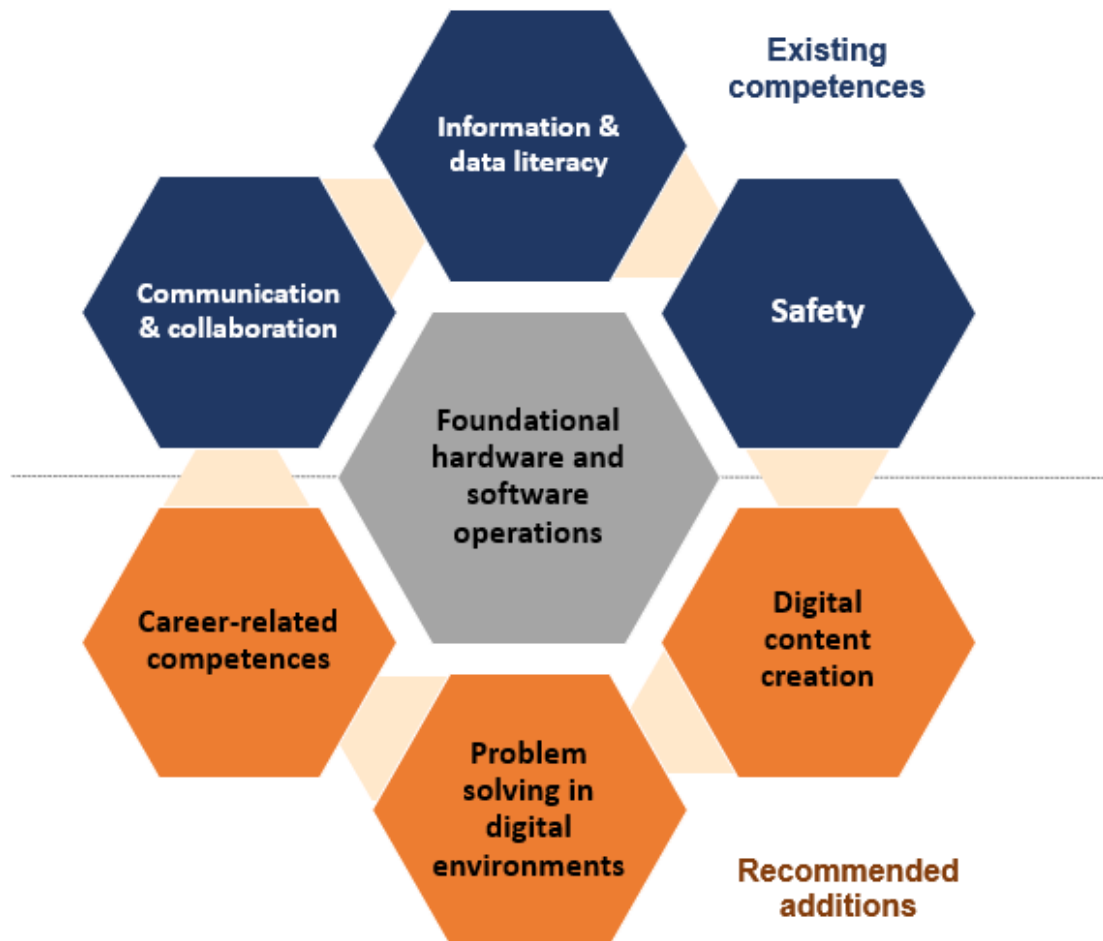 Existing
competences
Information &
data literacy
Communication
& collaboration
Safety
Foundational
hardware and
software
operations
Career-related
competences
Digital
content
creation
Problem
solving in
digital
environments
Recommended
additions